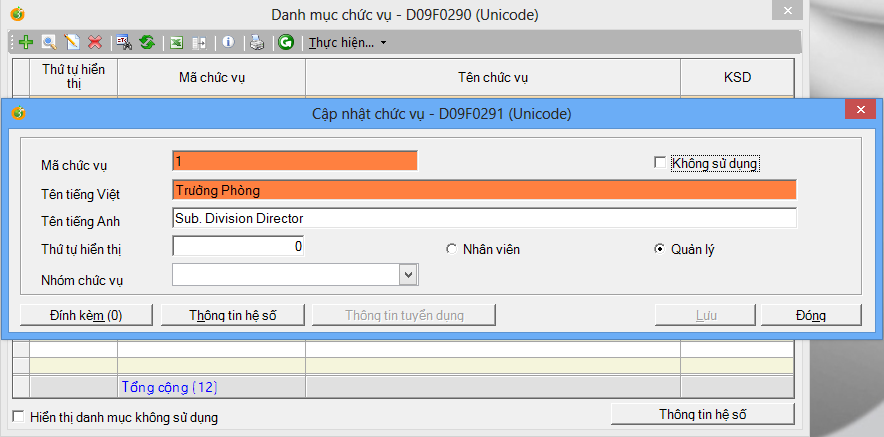 Danh mục chức vụ - D09F0290 (Unicode)
Thực hiện...
Thứ tự hiển thị
Mã chức vụ
Tên chức vụ
KSD
Cập nhật chức vụ - D09F0291 (Unicode)
Mã chức vụ
1
Không sử dụng
Tên tiếng Việt
Trưởng Phòng
Tên tiếng Anh
Sub. Division Director
Thứ tự hiển thị
0
Nhân viên
Quản lý
Nhóm chức vụ
Đính kèm (0)
Thông tin hệ số
Thông tin tuyển dụng
Lưu
Đóng
Tổng cộng (12)
Hiển thị danh mục không sử dụng
Thông tin hệ số